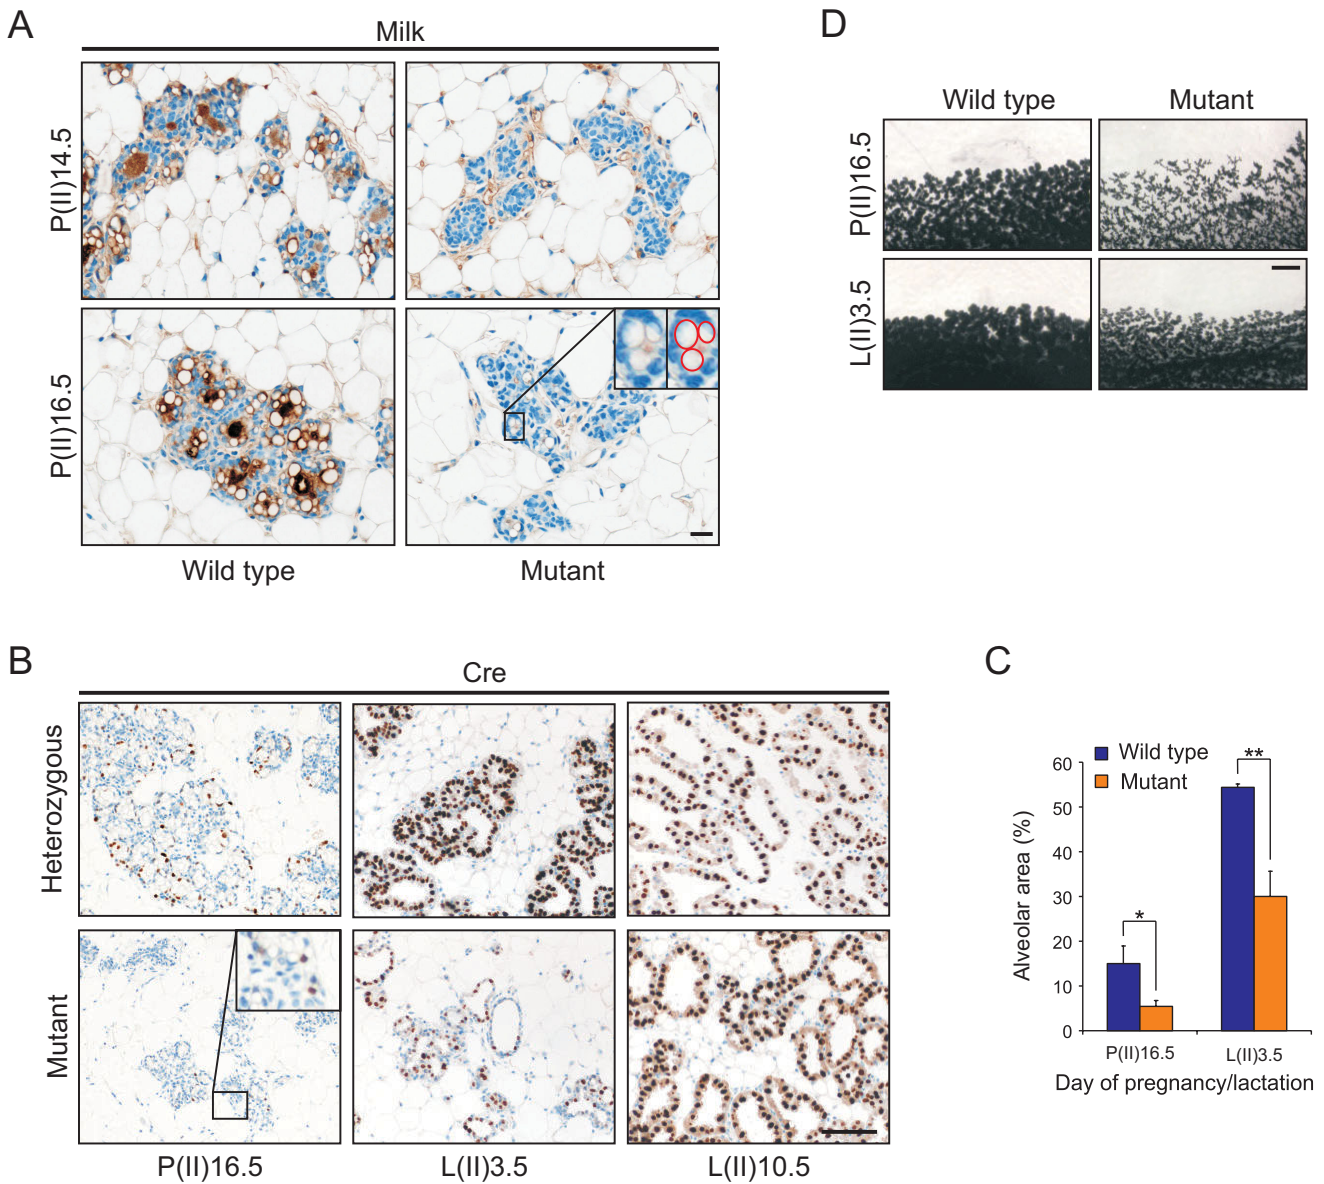 A
Milk
P(II)14.5
P(II)16.5
Wild type
Mutant
D
Wild type
Mutant
P(II)16.5
L(II)3.5
B
Cre
Heterozygous
Mutant
P(II)16.5
L(II)3.5
L(II)10.5
C
Wild type
Mutant
**
*
Alveolar area (%)
60
50
40
30
20
10
0
P(II)16.5
L(II)3.5
Day of pregnancy/lactation